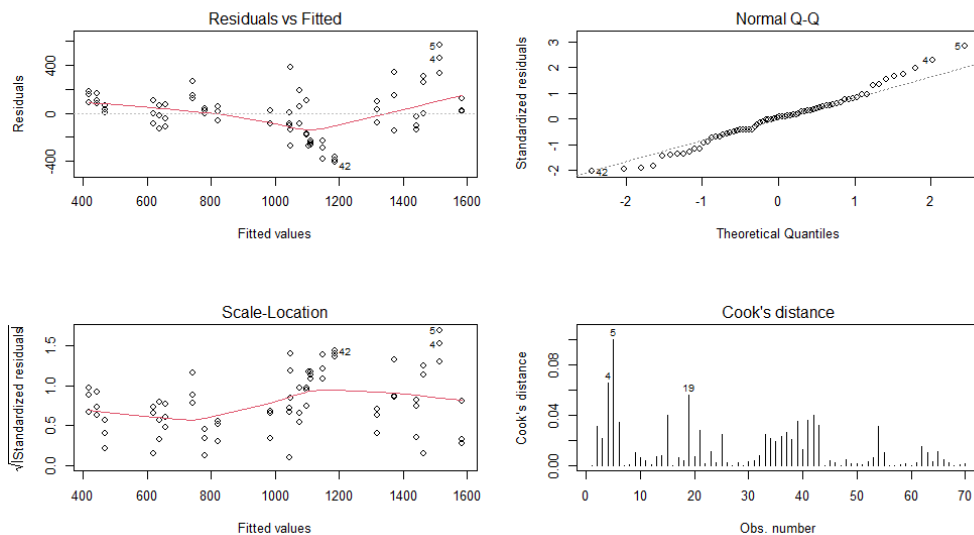 Residuals vs Fitted
Residuals
400
0
-400
5
4
42
400 600 800 1000 1200 1400 1600
Fitted values
Normal Q-Q
Standardized residuals
3
2
1
0
-1
-2
5
4
42
-2 -1 0 1 2
Theoretical Quantiles
Scale-Location
√|Standardized residuals|
1.5
1.0
0.5
0.0
5
4
42
400 600 800 1000 1200 1400 1600
Fitted values
Cook's distance
Cook's distance
0.08
0.04
0.00
5
4
19
0 10 20 30 40 50 60 70
Obs. number